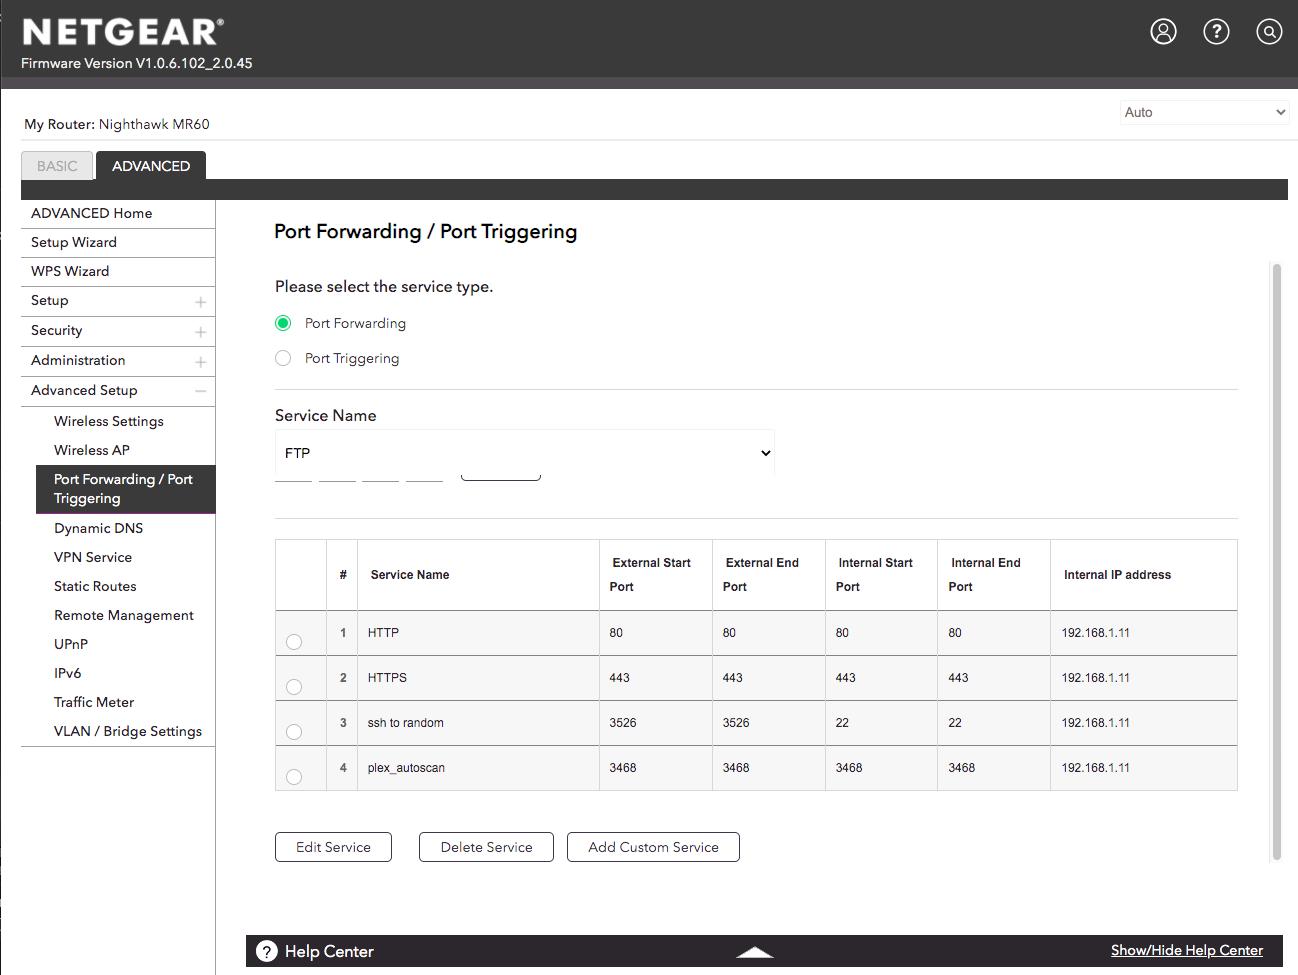 NETGEAR®
Firmware Version V1.0.6.102_2.0.45
My Router: Nighthawk MR60
Auto
BASIC
ADVANCED
ADVANCED Home
Setup Wizard
WPS Wizard
Setup
Security
Administration
Advanced Setup
Wireless Settings
Wireless AP
Port Forwarding / Port
Triggering
Dynamic DNS
VPN Service
Static Routes
Remote Management
UPnP
IPv6
Traffic Meter
VLAN / Bridge Settings
Port Forwarding / Port Triggering
Please select the service type.
Port Forwarding
Port Triggering
Service Name
FTP
# Service Name External Start Port External End Port Internal Start Port Internal End Port Internal IP address
1 HTTP 80 80 80 80 192.168.1.11
2 HTTPS 443 443 443 443 192.168.1.11
3 ssh to random 3526 3526 22 22 192.168.1.11
4 plex_autoscan 3468 3468 3468 3468 192.168.1.11
Edit Service
Delete Service
Add Custom Service
? Help Center
Show/Hide Help Center